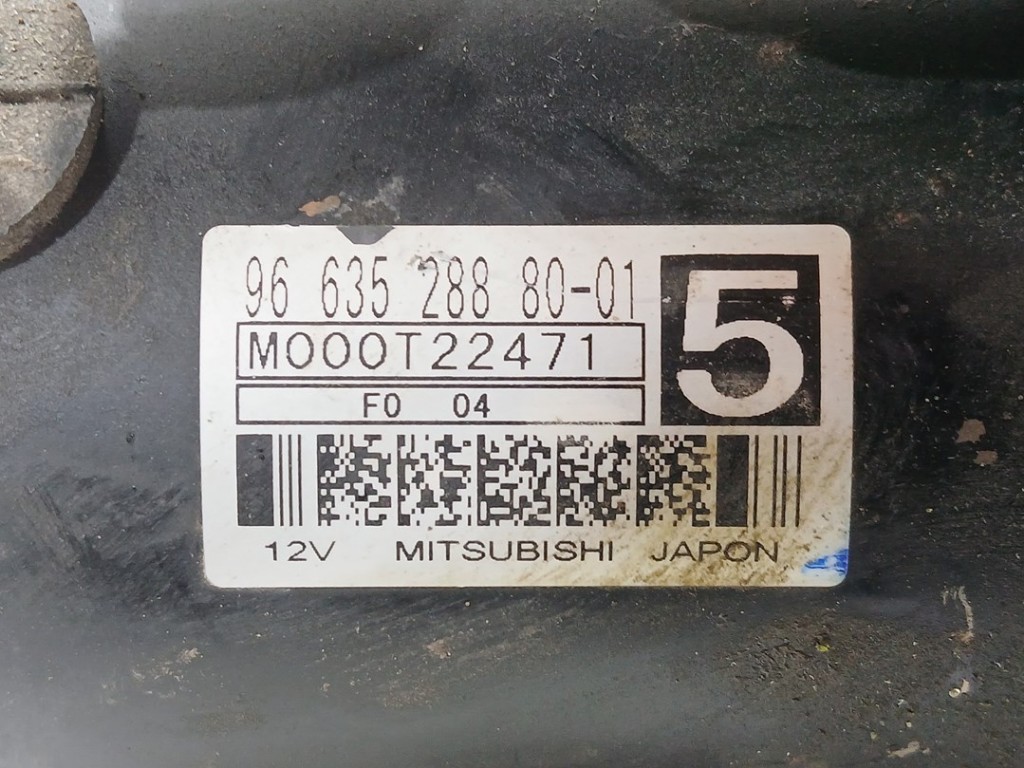 96 635 288 80-01
5
M000T22471
F0 04
12V MITSUBISHI JAPON